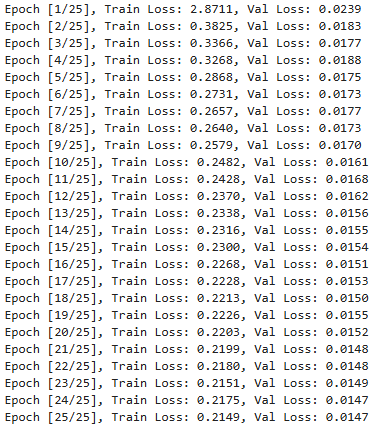 Epoch [1/25], Train Loss: 2.8711, Val Loss: 0.0239
Epoch [2/25], Train Loss: 0.3825, Val Loss: 0.0183
Epoch [3/25], Train Loss: 0.3366, Val Loss: 0.0177
Epoch [4/25], Train Loss: 0.3268, Val Loss: 0.0188
Epoch [5/25], Train Loss: 0.2868, Val Loss: 0.0175
Epoch [6/25], Train Loss: 0.2731, Val Loss: 0.0173
Epoch [7/25], Train Loss: 0.2657, Val Loss: 0.0177
Epoch [8/25], Train Loss: 0.2640, Val Loss: 0.0173
Epoch [9/25], Train Loss: 0.2579, Val Loss: 0.0170
Epoch [10/25], Train Loss: 0.2482, Val Loss: 0.0161
Epoch [11/25], Train Loss: 0.2428, Val Loss: 0.0168
Epoch [12/25], Train Loss: 0.2370, Val Loss: 0.0162
Epoch [13/25], Train Loss: 0.2338, Val Loss: 0.0156
Epoch [14/25], Train Loss: 0.2316, Val Loss: 0.0155
Epoch [15/25], Train Loss: 0.2300, Val Loss: 0.0154
Epoch [16/25], Train Loss: 0.2268, Val Loss: 0.0151
Epoch [17/25], Train Loss: 0.2228, Val Loss: 0.0153
Epoch [18/25], Train Loss: 0.2213, Val Loss: 0.0150
Epoch [19/25], Train Loss: 0.2226, Val Loss: 0.0155
Epoch [20/25], Train Loss: 0.2203, Val Loss: 0.0152
Epoch [21/25], Train Loss: 0.2199, Val Loss: 0.0148
Epoch [22/25], Train Loss: 0.2180, Val Loss: 0.0148
Epoch [23/25], Train Loss: 0.2151, Val Loss: 0.0149
Epoch [24/25], Train Loss: 0.2175, Val Loss: 0.0147
Epoch [25/25], Train Loss: 0.2149, Val Loss: 0.0147